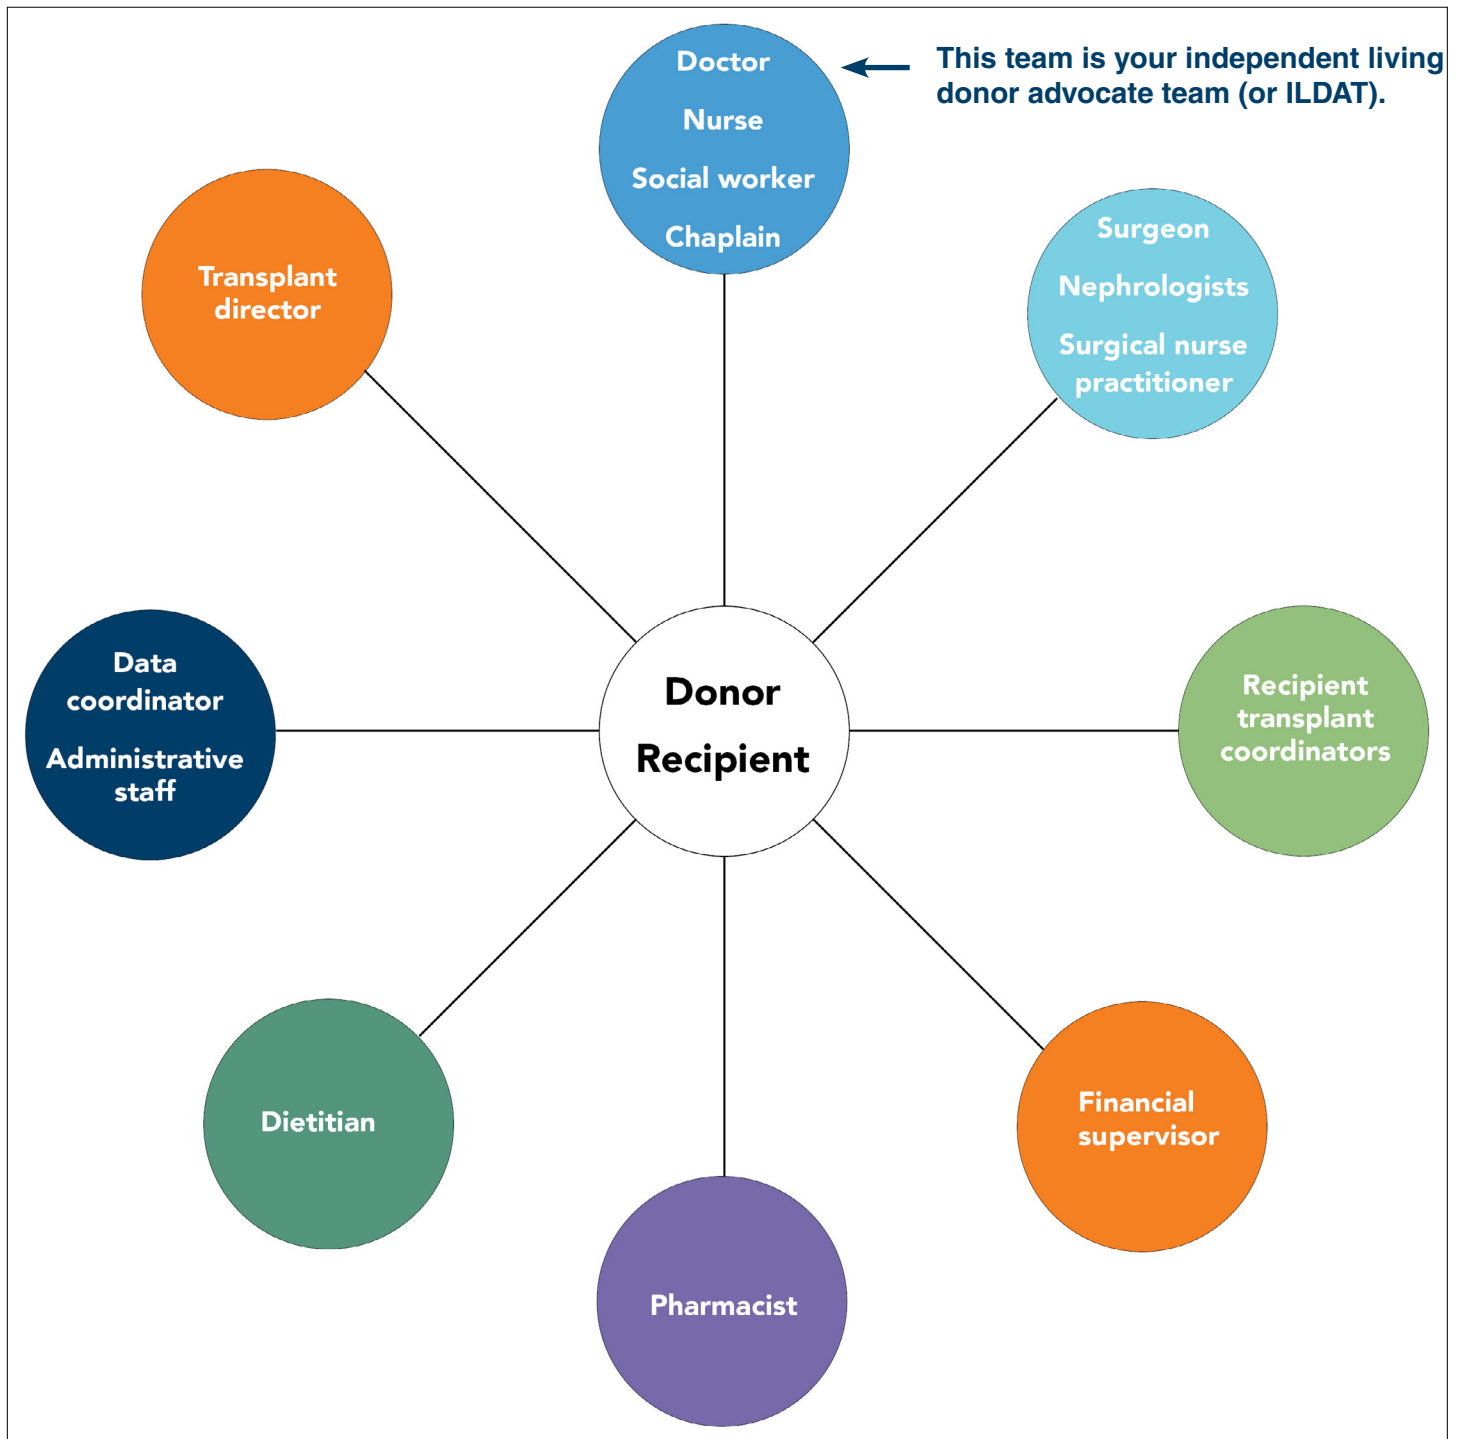 Doctor
Nurse
Social worker
Chaplain
This team is your independent living
donor advocate team (or ILDAT).
Surgeon
Nephrologists
Surgical nurse
practitioner
Transplant
director
Data
coordinator
Administrative
staff
Donor
Recipient
Recipient
transplant
coordinators
Dietitian
Financial
supervisor
Pharmacist